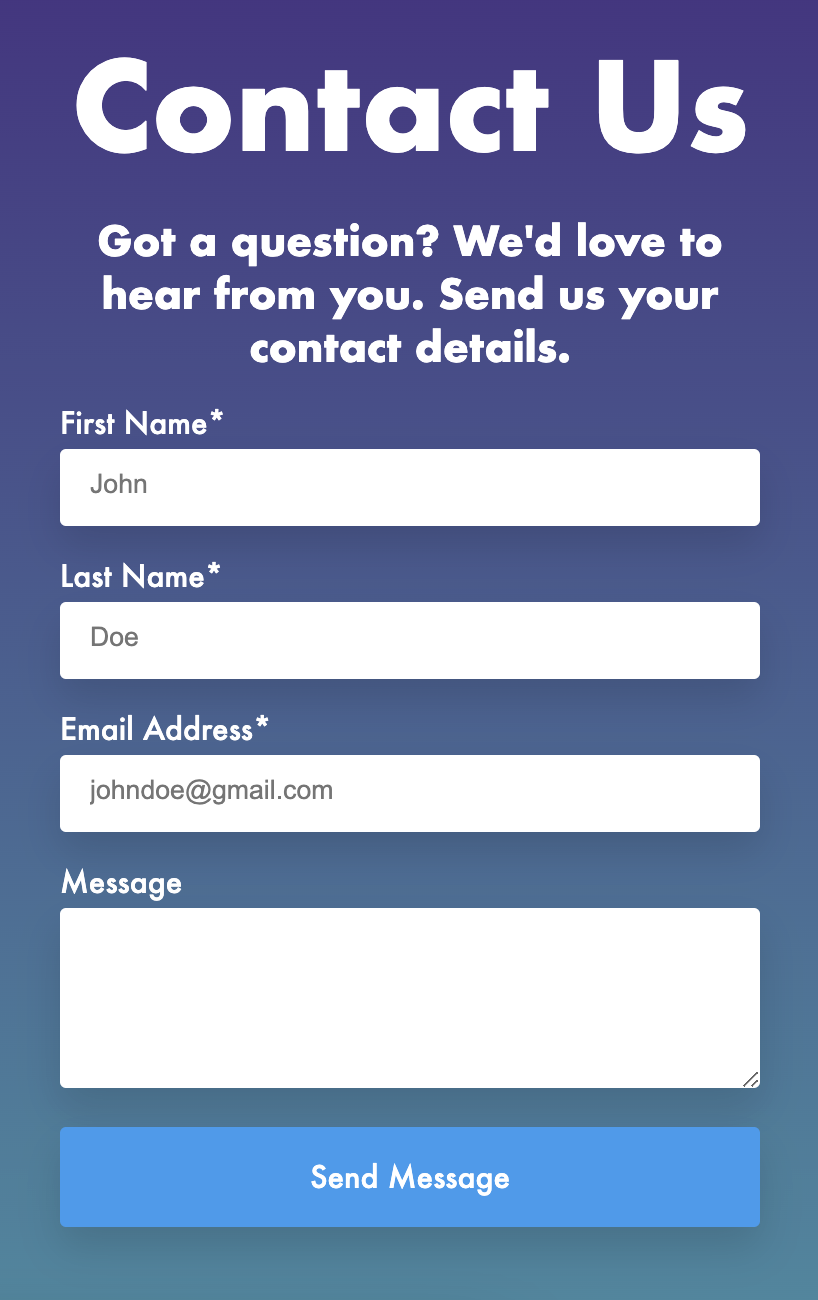 Contact Us
Got a question? We'd love to
hear from you. Send us your
contact details.
First Name*
John
Last Name*
Doe
Email Address*
johndoe@gmail.com
Message
Send Message